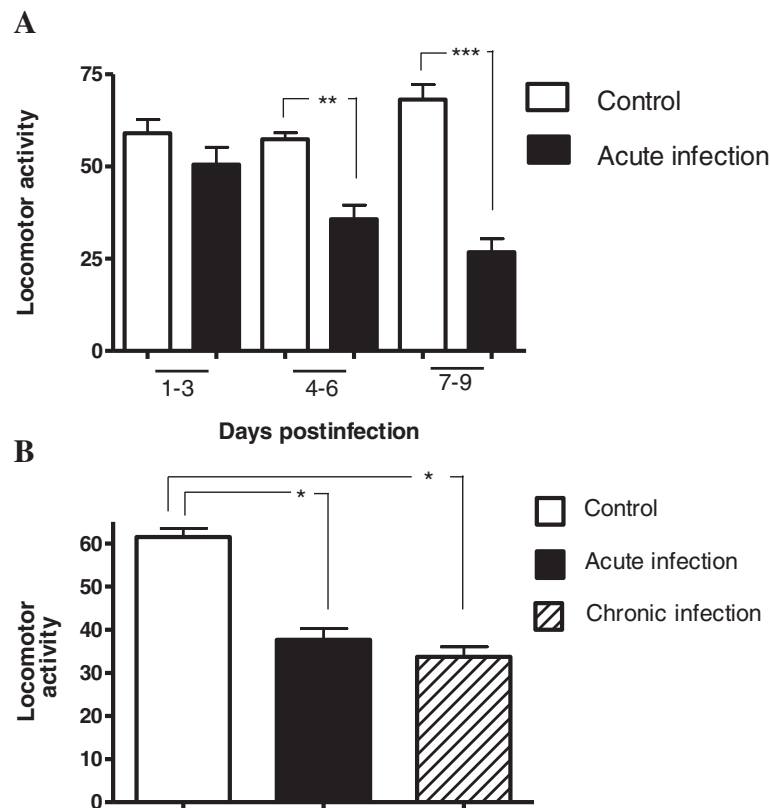 A
Locomotor activity
75
50
25
0
**
***
Control
Acute infection
1-3
4-6
7-9
Days postinfection
B
Locomotor
activity
60
50
40
30
20
10
0
*
*
Control
Acute infection
Chronic infection